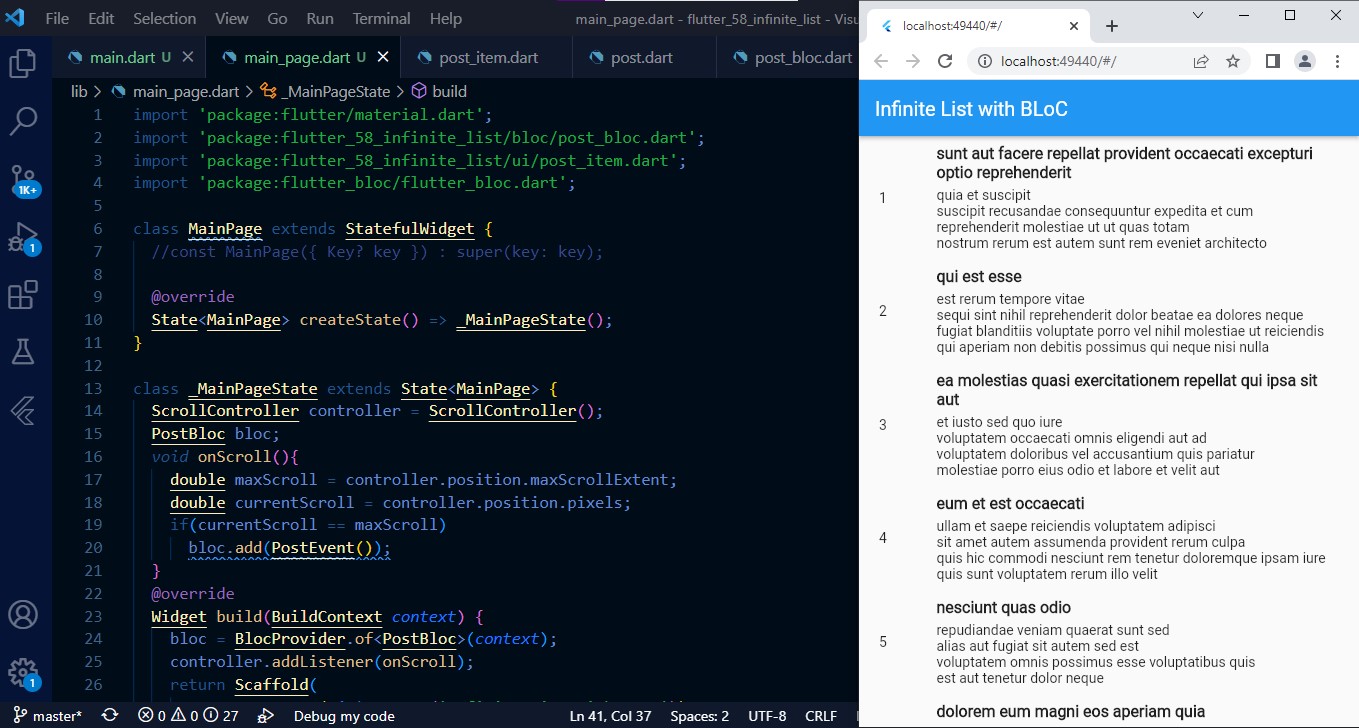 File Edit Selection View Go Run Terminal Help main_page.dart - flutter_58_infinite_list - Visu
main.dart U main_page.dart U post_item.dart post.dart post_bloc.dart
lib > main_page.dart > _MainPageState > build
1 import 'package:flutter/material.dart';
2 import 'package:flutter_58_infinite_list/bloc/post_bloc.dart';
3 import 'package:flutter_58_infinite_list/ui/post_item.dart';
4 import 'package:flutter_bloc/flutter_bloc.dart';
5
6 class MainPage extends StatefulWidget {
7 //const MainPage({ Key? key }) : super(key: key);
8
9 @override
10 State<MainPage> createState() => _MainPageState();
11 }
12
13 class _MainPageState extends State<MainPage> {
14 ScrollController controller = ScrollController();
15 PostBloc bloc;
16 void onScroll(){
17 double maxScroll = controller.position.maxScrollExtent;
18 double currentScroll = controller.position.pixels;
19 if(currentScroll == maxScroll)
20 bloc.add(PostEvent());
21 }
22 @override
23 Widget build(BuildContext context) {
24 bloc = BlocProvider.of<PostBloc>(context);
25 controller.addListener(onScroll);
26 return Scaffold(
1K+
1
1
master* 0 0 27 Debug my code Ln 41, Col 37 Spaces: 2 UTF-8 CRLF
localhost:49440/#/
localhost:49440/#/
Infinite List with BLoC
sunt aut facere repellat provident occaecati excepturi
optio reprehenderit
1
quia et suscipit
suscipit recusandae consequuntur expedita et cum
reprehenderit molestiae ut ut quas totam
nostrum rerum est autem sunt rem eveniet architecto
qui est esse
2
est rerum tempore vitae
sequi sint nihil reprehenderit dolor beatae ea dolores neque
fugiat blanditiis voluptate porro vel nihil molestiae ut reiciendis
qui aperiam non debitis possimus qui neque nisi nulla
ea molestias quasi exercitationem repellat qui ipsa sit
aut
3
et iusto sed quo iure
voluptatem occaecati omnis eligendi aut ad
voluptatem doloribus vel accusantium quis pariatur
molestiae porro eius odio et labore et velit aut
eum et est occaecati
4
ullam et saepe reiciendis voluptatem adipisci
sit amet autem assumenda provident rerum culpa
quis hic commodi nesciunt rem tenetur doloremque ipsam iure
quis sunt voluptatem rerum illo velit
nesciunt quas odio
5
repudiandae veniam quaerat sunt sed
alias aut fugiat sit autem sed est
voluptatem omnis possimus esse voluptatibus quis
est aut tenetur dolor neque
dolorem eum magni eos aperiam quia